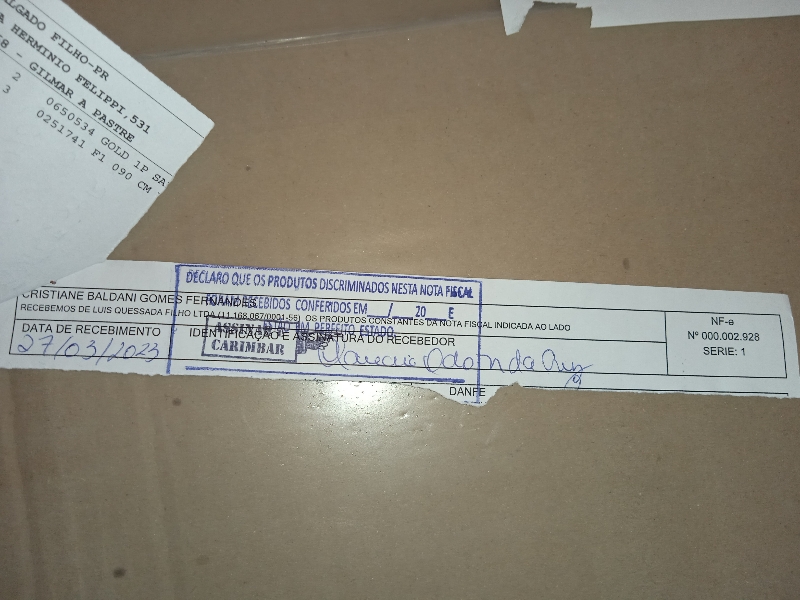 ALGADO FILHO-PR
A HERMINIO FELIPPI,531
8 - GILMAR A PASTRE
2 0650534 GOLD 1P SA
3 0251741 F1 090 CM
DECLARO QUE OS PRODUTOS DISCRIMINADOS NESTA NOTA FISCAL
CRISTIANE BALDANI GOMES FERNANDES
RECEBIDOS CONFERIDOS EM __/ 20 E
RECEBEMOS DE LUIS QUESSADA FILHO LTDA (11.168.067/0001-56) OS PRODUTOS CONSTANTES DA NOTA FISCAL INDICADA AO LADO
EM PERFEITO ESTADO
DATA DE RECEBIMENTO
27/03/2023
IDENTIFICAÇÃO E ASSINATURA DO RECEBEDOR
ASSINAR
CARIMBAR
NF-e
Nº 000.002.928
SERIE: 1
DANFE